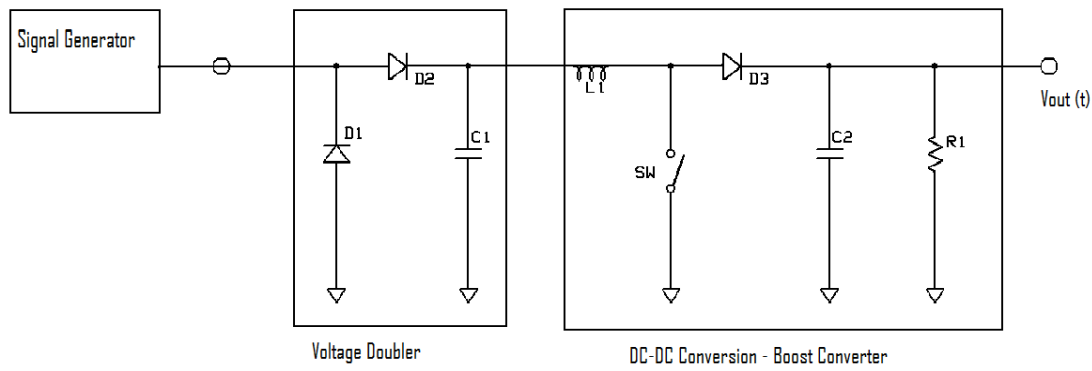 Signal Generator
D2
L1
D3
D1
C1
SW
C2
R1
Vout (t)
Voltage Doubler
DC-DC Conversion - Boost Converter